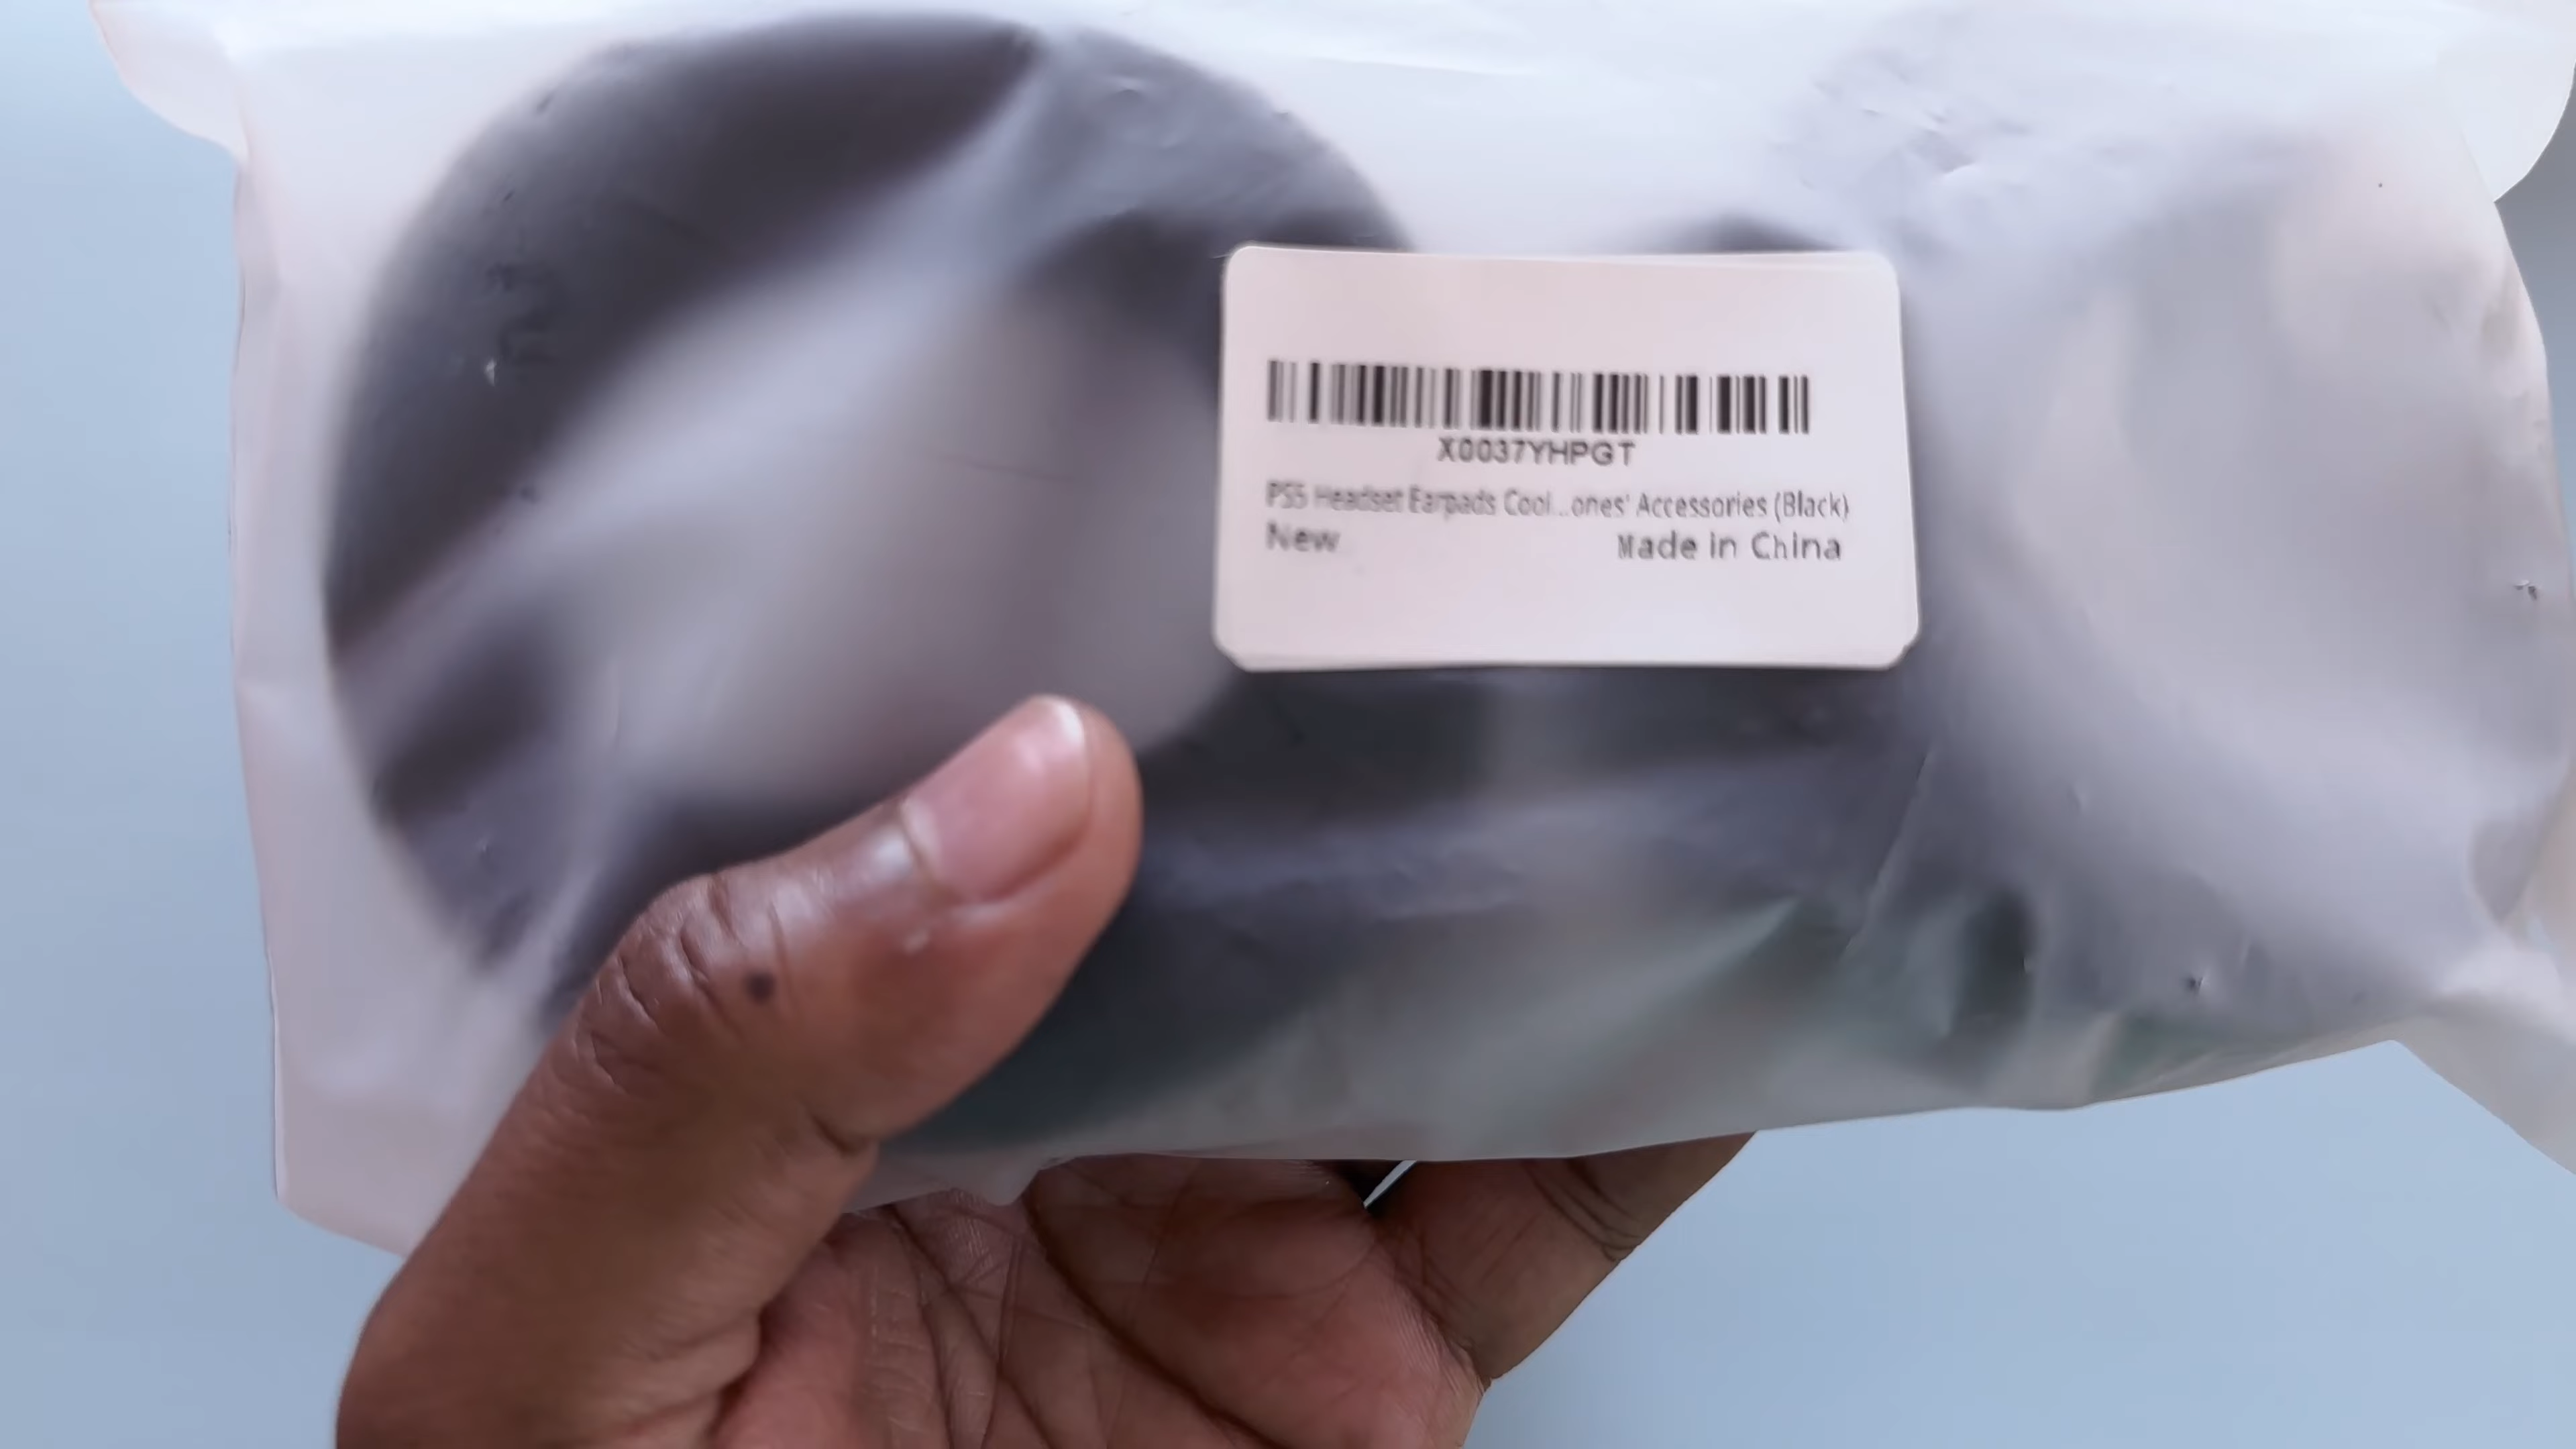 X0037YHPGT
PS5 Headset Earpads Cool...ones' Accessories (Black)
New
Made in China